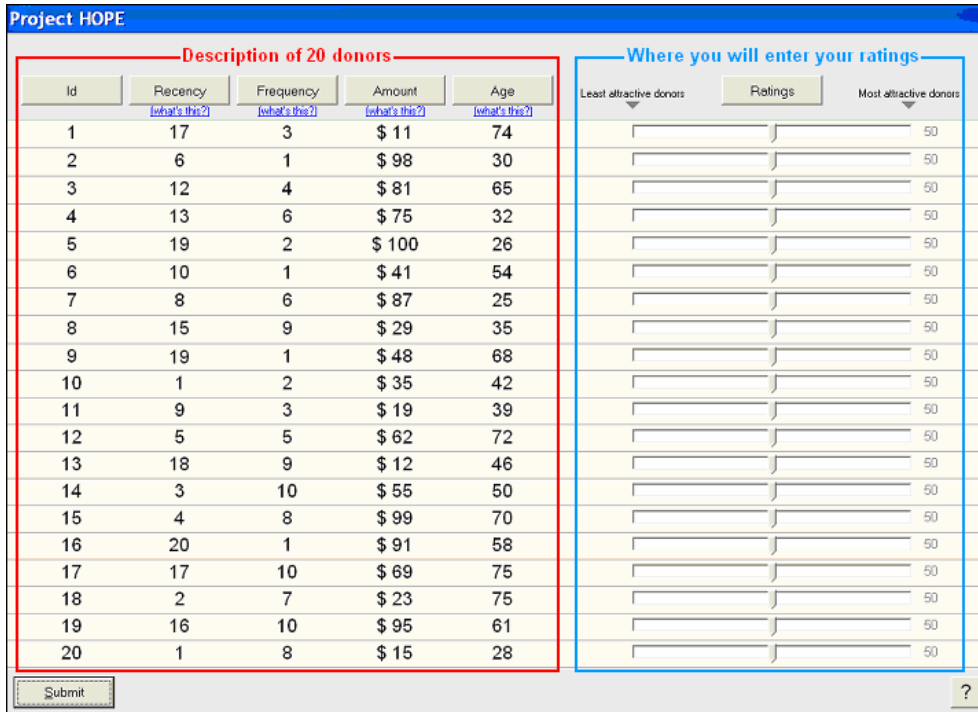 Project HOPE
Description of 20 donors Where you will enter your ratings
Id Recency Frequency Amount Age Least attractive donors Ratings Most attractive donors
(what's this?) (what's this?) (what's this?) (what's this?)
1 17 3 $ 11 74 50
2 6 1 $ 98 30 50
3 12 4 $ 81 65 50
4 13 6 $ 75 32 50
5 19 2 $ 100 26 50
6 10 1 $ 41 54 50
7 8 6 $ 87 25 50
8 15 9 $ 29 35 50
9 19 1 $ 48 68 50
10 1 2 $ 35 42 50
11 9 3 $ 19 39 50
12 5 5 $ 62 72 50
13 18 9 $ 12 46 50
14 3 10 $ 55 50 50
15 4 8 $ 99 70 50
16 20 1 $ 91 58 50
17 17 10 $ 69 75 50
18 2 7 $ 23 75 50
19 16 10 $ 95 61 50
20 1 8 $ 15 28 50
Submit ?